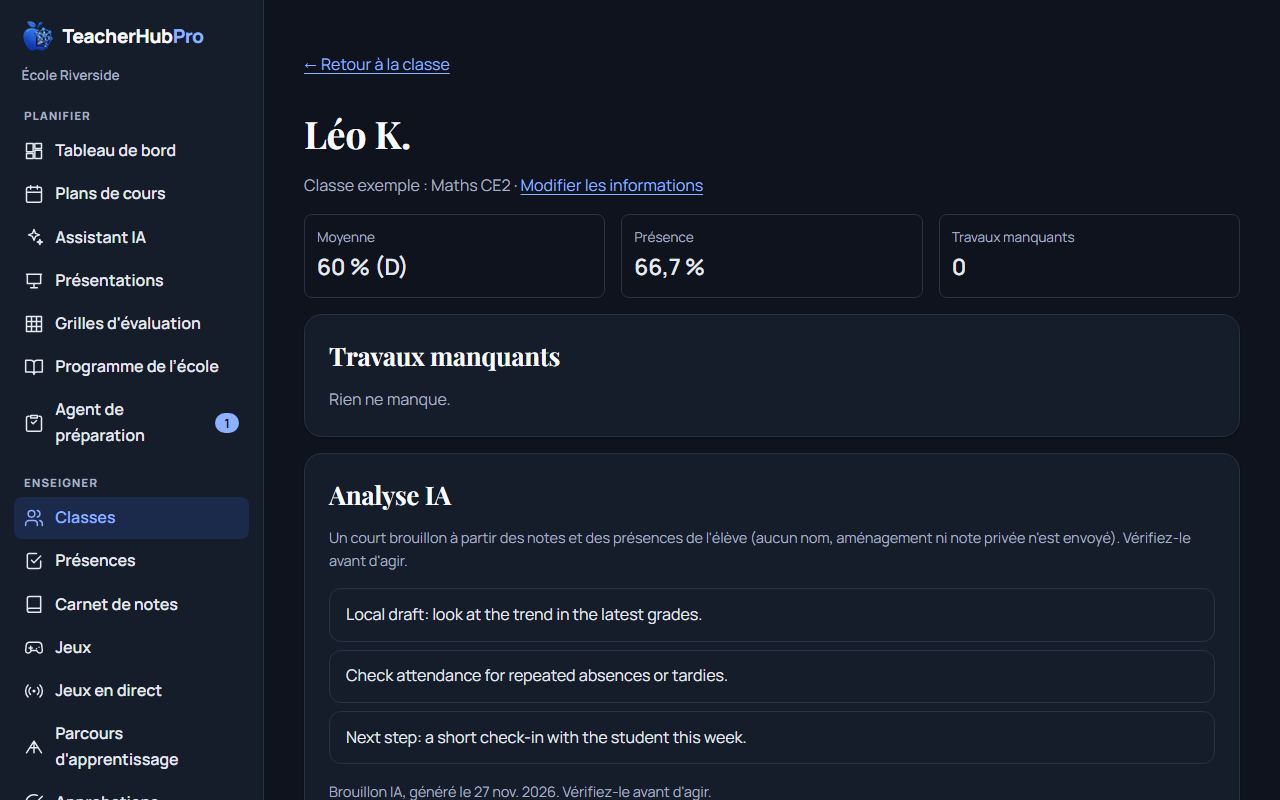 TeacherHubPro
École Riverside
PLANIFIER
Tableau de bord
Plans de cours
Assistant IA
Présentations
Grilles d'évaluation
Programme de l'école
Agent de
préparation
1
ENSEIGNER
Classes
Présences
Carnet de notes
Jeux
Jeux en direct
Parcours
d'apprentissage
Approbations
← Retour à la classe
Léo K.
Classe exemple : Maths CE2 · Modifier les informations
Moyenne
60 % (D)
Présence
66,7 %
Travaux manquants
0
Travaux manquants
Rien ne manque.
Analyse IA
Un court brouillon à partir des notes et des présences de l'élève (aucun nom, aménagement ni note privée n'est envoyé). Vérifiez-le
avant d'agir.
Local draft: look at the trend in the latest grades.
Check attendance for repeated absences or tardies.
Next step: a short check-in with the student this week.
Brouillon IA, généré le 27 nov. 2026. Vérifiez-le avant d'agir.